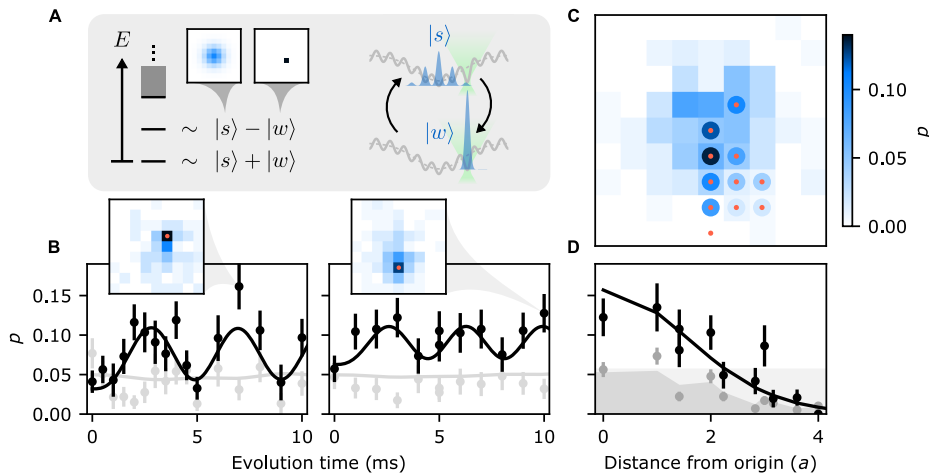 A
E
∼ |s⟩ − |w⟩
∼ |s⟩ + |w⟩
|s⟩
|w⟩
C
0.10
0.05
0.00
p
B
0.15
0.10
0.05
0.00
p
0 5 10
0 5 10
Evolution time (ms)
D
0 2 4
Distance from origin (a)